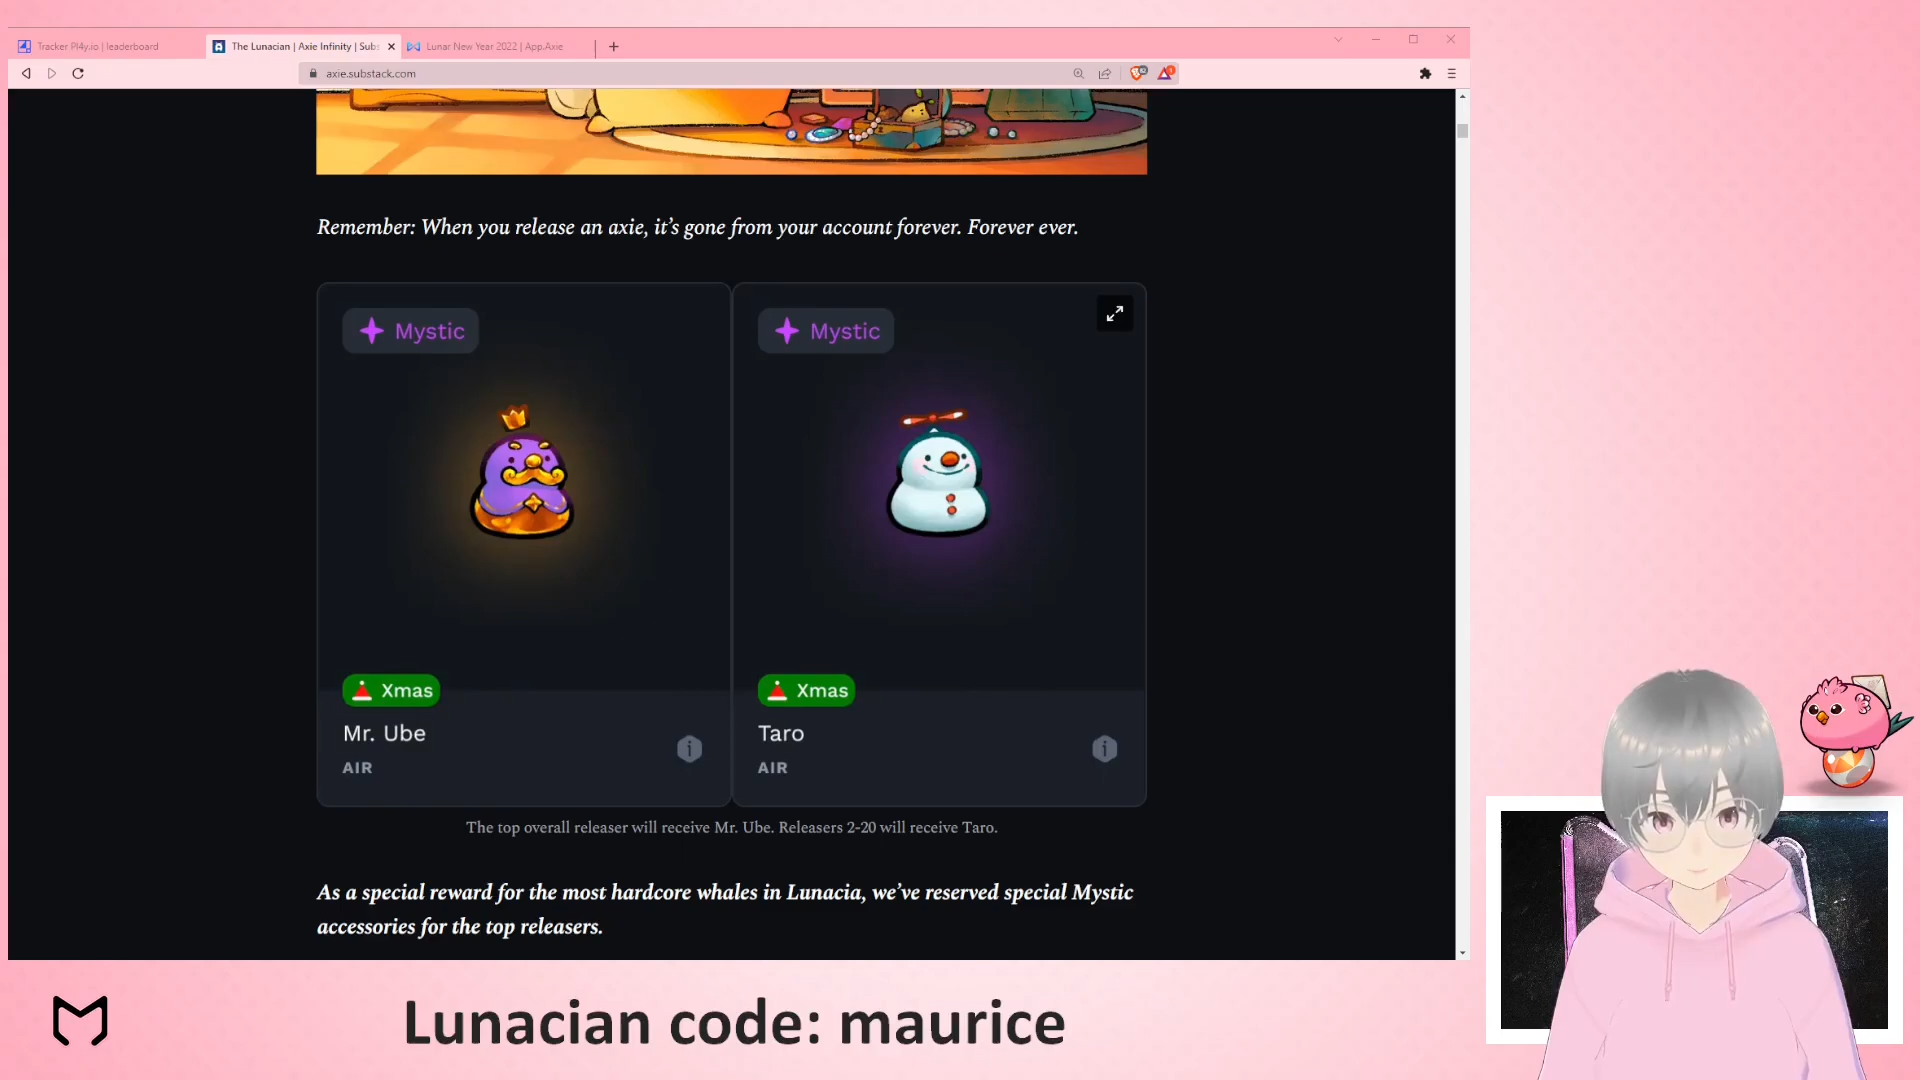 Tracker Pl4y.io | leaderboard
The Lunacian | Axie Infinity | Subs
Lunar New Year 2022 | App.Axie
axie.substack.com
Remember: When you release an axie, it's gone from your account forever. Forever ever.
Mystic
Mystic
Xmas
Xmas
Mr. Ube
Taro
AIR
AIR
The top overall releaser will receive Mr. Ube. Releasers 2-20 will receive Taro.
As a special reward for the most hardcore whales in Lunacia, we've reserved special Mystic
accessories for the top releasers.
Lunacian code: maurice